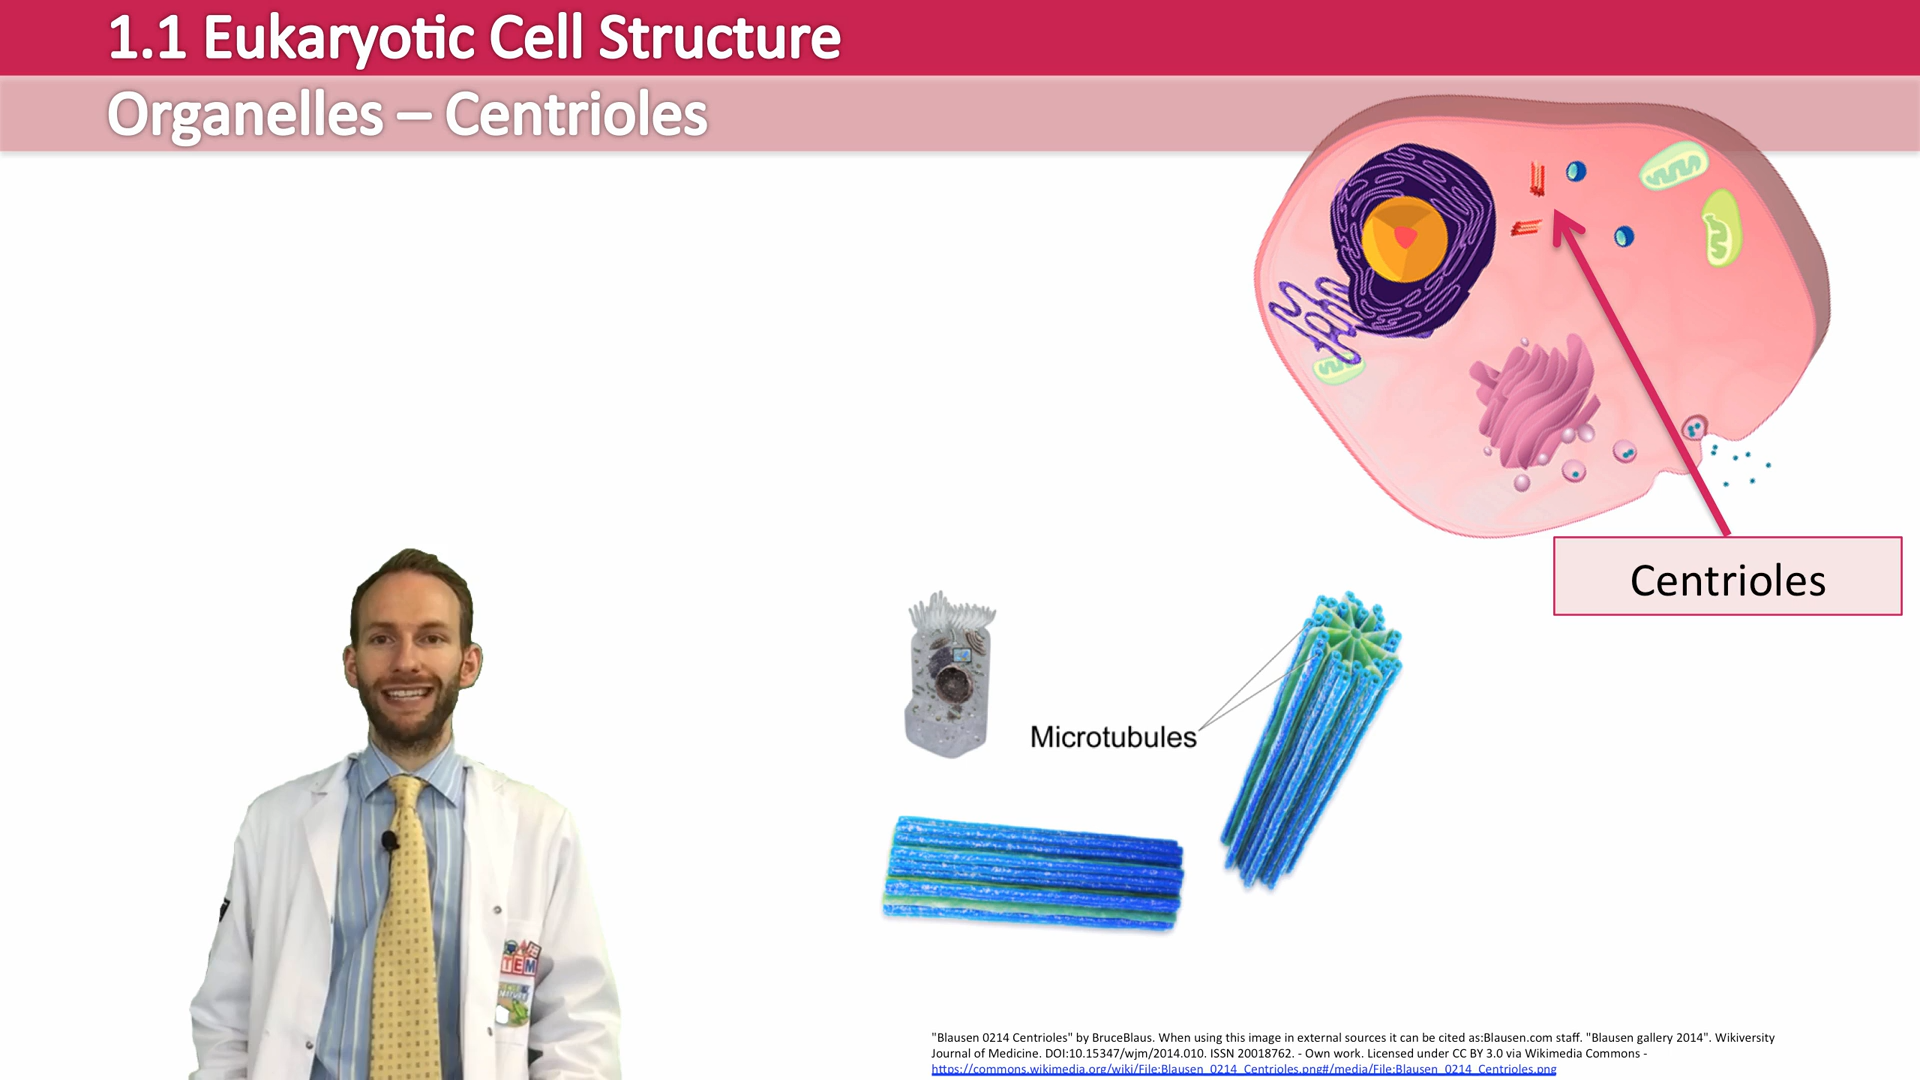 1.1 Eukaryotic Cell Structure
Organelles – Centrioles
Centrioles
Microtubules
TEM
"Blausen 0214 Centrioles" by BruceBlaus. When using this image in external sources it can be cited as:Blausen.com staff. "Blausen gallery 2014". Wikiversity
Journal of Medicine. DOI:10.15347/wjm/2014.010. ISSN 20018762. - Own work. Licensed under CC BY 3.0 via Wikimedia Commons -
https://commons.wikimedia.org/wiki/File:Blausen_0214_Centrioles.png#/media/File:Blausen_0214_Centrioles.png